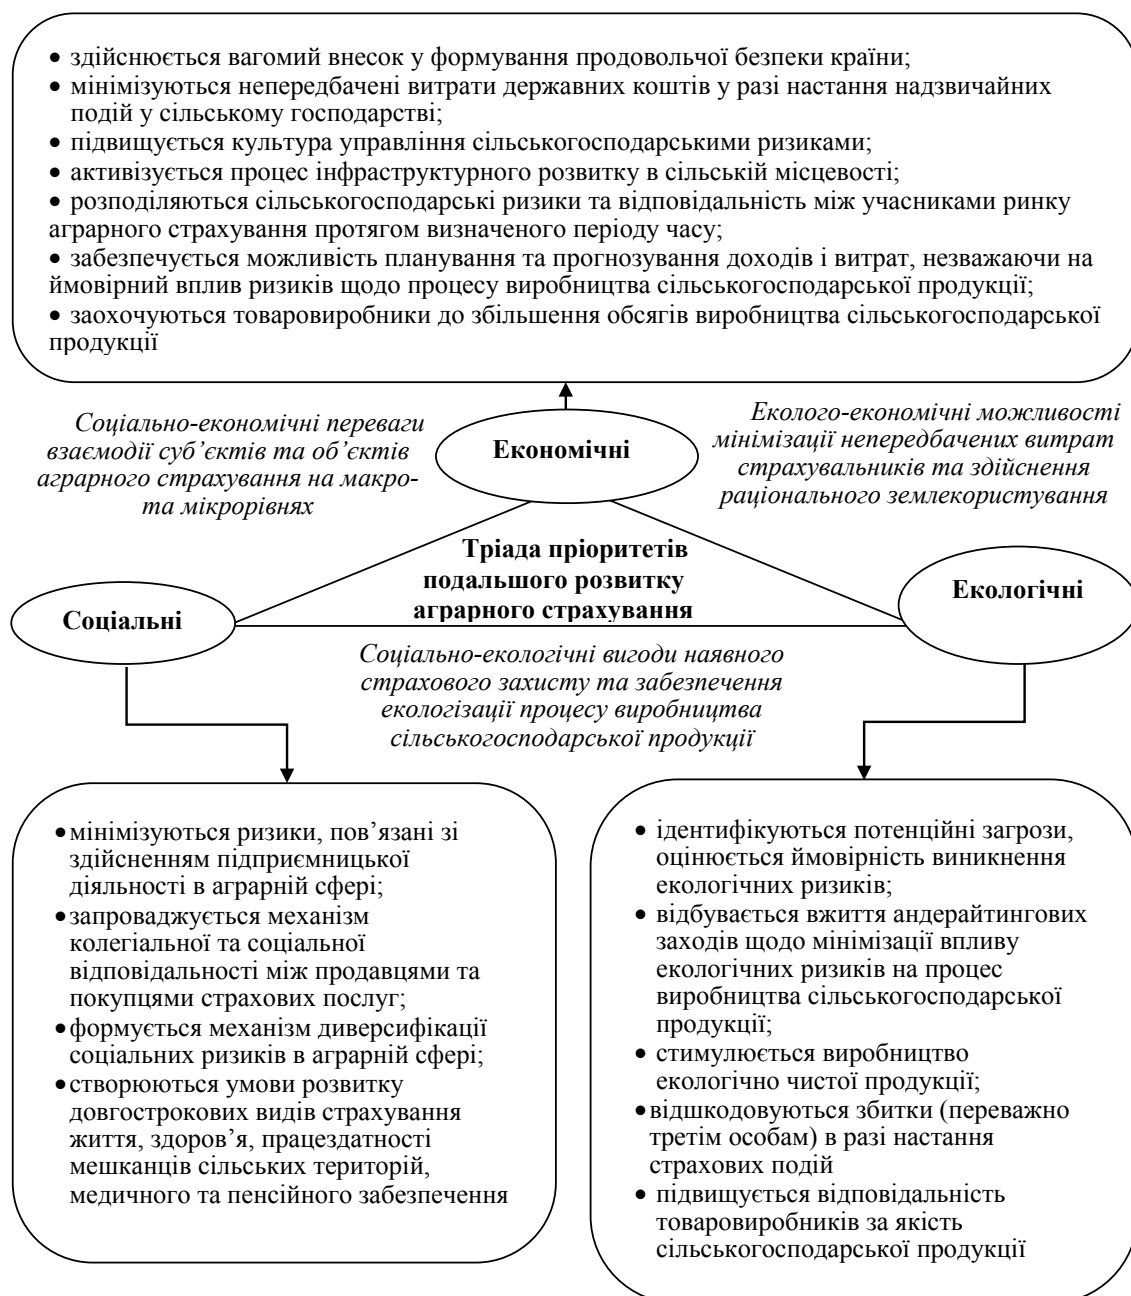 • здійснюється вагомий внесок у формування продовольчої безпеки країни;
• мінімізуються непередбачені витрати державних коштів у разі настання надзвичайних
подій у сільському господарстві;
• підвищується культура управління сільськогосподарськими ризиками;
• активізується процес інфраструктурного розвитку в сільській місцевості;
• розподіляються сільськогосподарські ризики та відповідальність між учасниками ринку
аграрного страхування протягом визначеного періоду часу;
• забезпечується можливість планування та прогнозування доходів і витрат, незважаючи на
ймовірний вплив ризиків щодо процесу виробництва сільськогосподарської продукції;
• заохочуються товаровиробники до збільшення обсягів виробництва сільськогосподарської
продукції
Соціально-економічні переваги
взаємодії суб’єктів та об’єктів
аграрного страхування на макро-
та мікрорівнях
Економічні
Еколого-економічні можливості
мінімізації непередбачених витрат
страхувальників та здійснення
раціонального землекористування
Тріада пріоритетів
подальшого розвитку
аграрного страхування
Соціальні
Екологічні
Соціально-екологічні вигоди наявного
страхового захисту та забезпечення
екологізації процесу виробництва
сільськогосподарської продукції
• мінімізуються ризики, пов’язані зі
здійсненням підприємницької
діяльності в аграрній сфері;
• запроваджується механізм
колегіальної та соціальної
відповідальності між продавцями та
покупцями страхових послуг;
• формується механізм диверсифікації
соціальних ризиків в аграрній сфері;
• створюються умови розвитку
довгострокових видів страхування
життя, здоров’я, працездатності
мешканців сільських територій,
медичного та пенсійного забезпечення
• ідентифікуються потенційні загрози,
оцінюється ймовірність виникнення
екологічних ризиків;
• відбувається вжиття андерайтингових
заходів щодо мінімізації впливу
екологічних ризиків на процес
виробництва сільськогосподарської
продукції;
• стимулюється виробництво
екологічно чистої продукції;
• відшкодовуються збитки (переважно
третім особам) в разі настання
страхових подій
• підвищується відповідальність
товаровиробників за якість
сільськогосподарської продукції